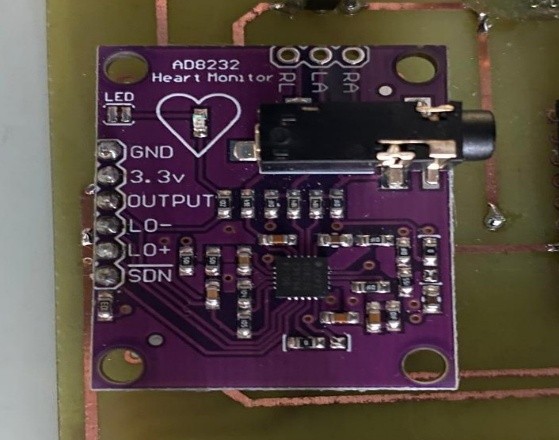 AD8232
Heart Monitor
RL
LA
RA
LED
GND
3.3v
OUTPUT
LO-
LO+
SDN